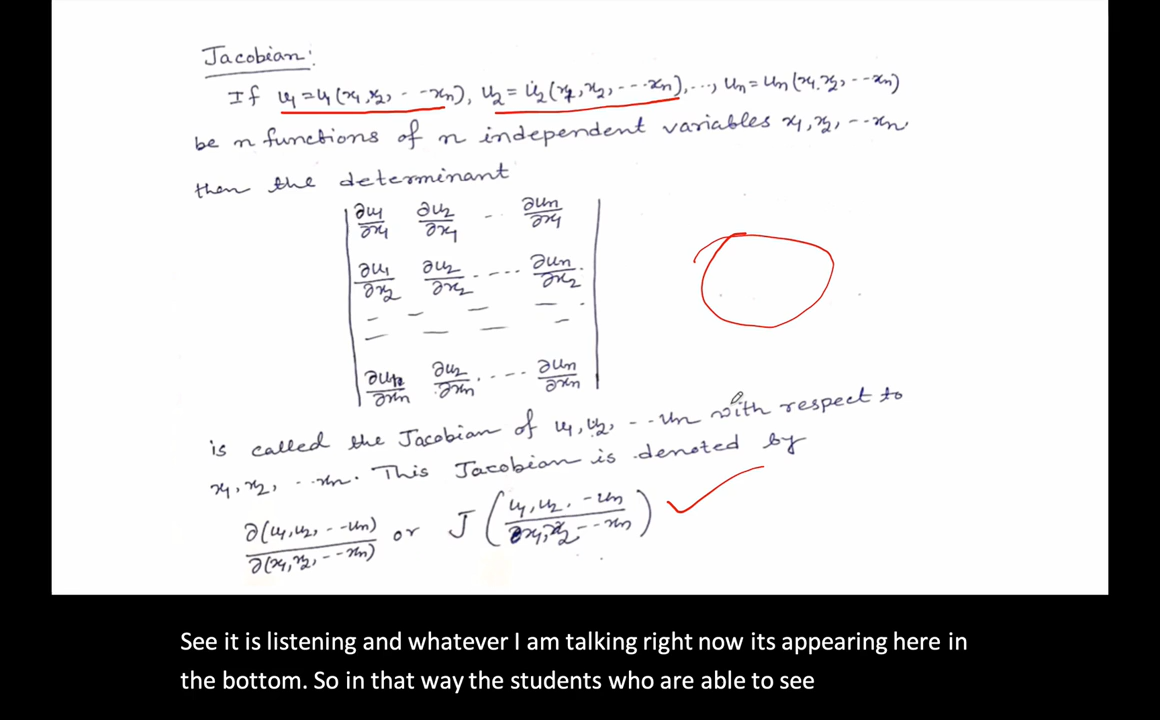 Jacobian:
If u1 = u1(x1, x2, - - xn), u2 = u2(x1, x2, - - - xn), ..., un = un(x1, x2, - - xn)
be n functions of n independent variables x1, x2, - - xn.
then the determinant
∂u1/∂x1 ∂u2/∂x1 - - ∂un/∂x1
∂u1/∂x2 ∂u2/∂x2 - - - - ∂un/∂x2
∂un/∂xn ∂u2/∂xn - - - - ∂un/∂xn
is called the Jacobian of u1, u2, - - un with respect to
x1, x2, - - xn. This Jacobian is denoted by
∂(u1, u2, - - un)/∂(x1, x2, - - xn) or J(u1, u2, - un/x1, x2 - - xn)
See it is listening and whatever I am talking right now its appearing here in
the bottom. So in that way the students who are able to see